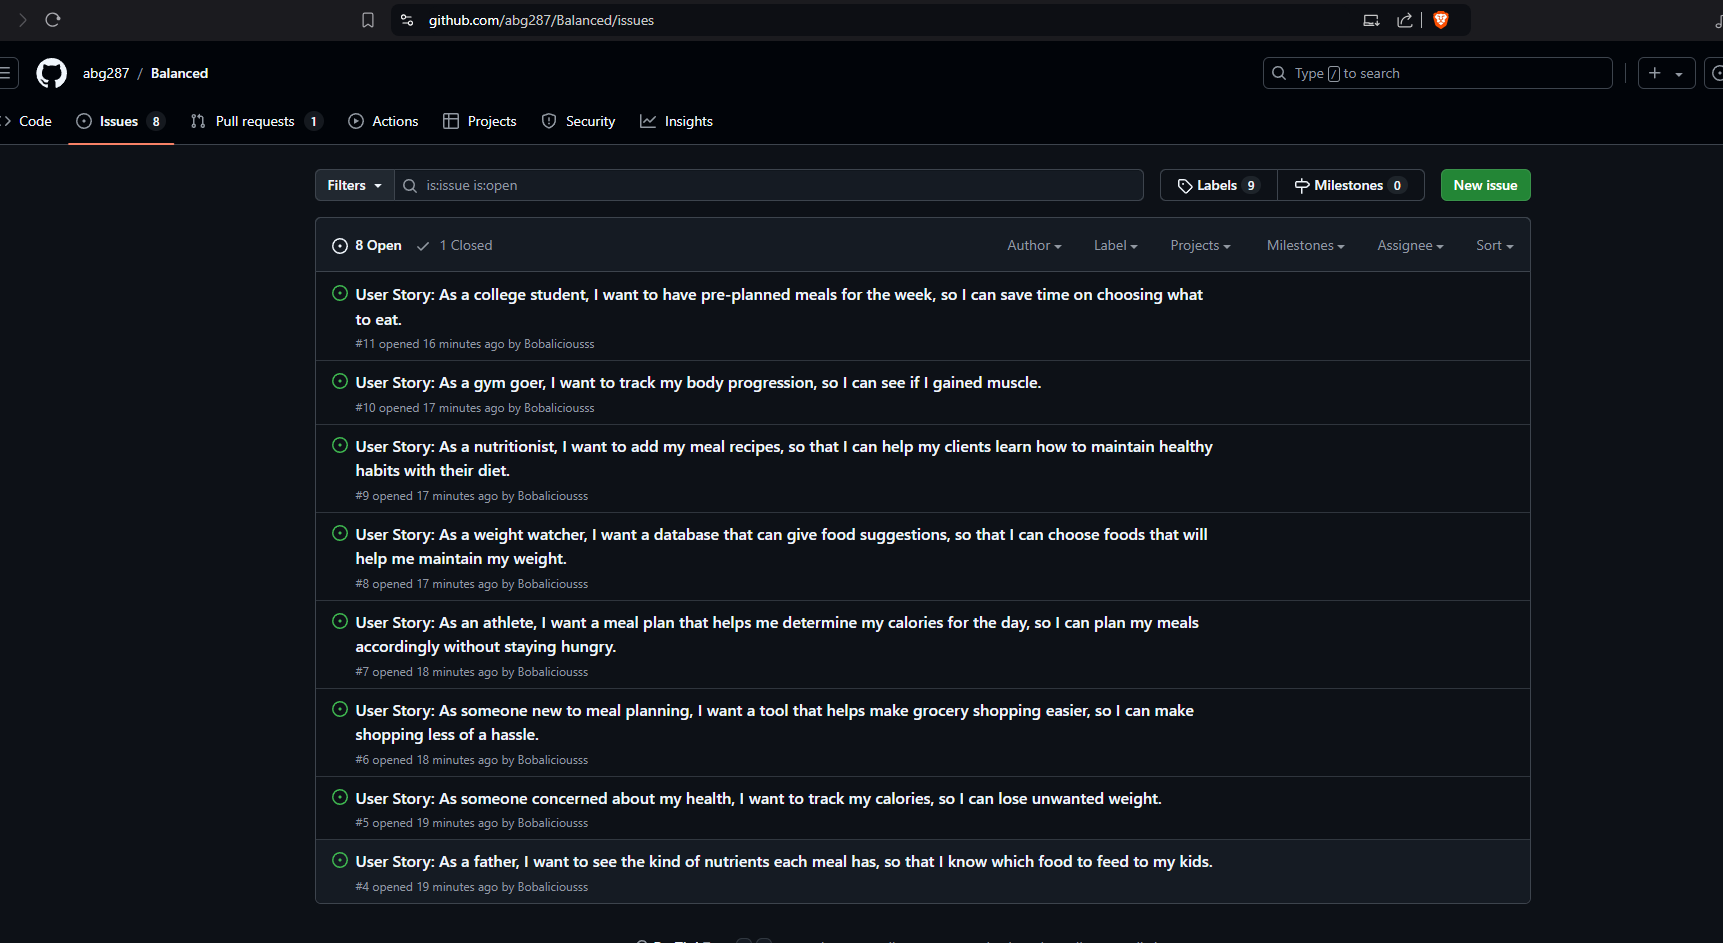 github.com/abg287/Balanced/issues
abg287 / Balanced
Type / to search
Code
Issues 8
Pull requests 1
Actions
Projects
Security
Insights
Filters
is:issue is:open
Labels 9
Milestones 0
New issue
8 Open
1 Closed
Author
Label
Projects
Milestones
Assignee
Sort
User Story: As a college student, I want to have pre-planned meals for the week, so I can save time on choosing what
to eat.
#11 opened 16 minutes ago by Bobaliciousss
User Story: As a gym goer, I want to track my body progression, so I can see if I gained muscle.
#10 opened 17 minutes ago by Bobaliciousss
User Story: As a nutritionist, I want to add my meal recipes, so that I can help my clients learn how to maintain healthy
habits with their diet.
#9 opened 17 minutes ago by Bobaliciousss
User Story: As a weight watcher, I want a database that can give food suggestions, so that I can choose foods that will
help me maintain my weight.
#8 opened 17 minutes ago by Bobaliciousss
User Story: As an athlete, I want a meal plan that helps me determine my calories for the day, so I can plan my meals
accordingly without staying hungry.
#7 opened 18 minutes ago by Bobaliciousss
User Story: As someone new to meal planning, I want a tool that helps make grocery shopping easier, so I can make
shopping less of a hassle.
#6 opened 18 minutes ago by Bobaliciousss
User Story: As someone concerned about my health, I want to track my calories, so I can lose unwanted weight.
#5 opened 19 minutes ago by Bobaliciousss
User Story: As a father, I want to see the kind of nutrients each meal has, so that I know which food to feed to my kids.
#4 opened 19 minutes ago by Bobaliciousss